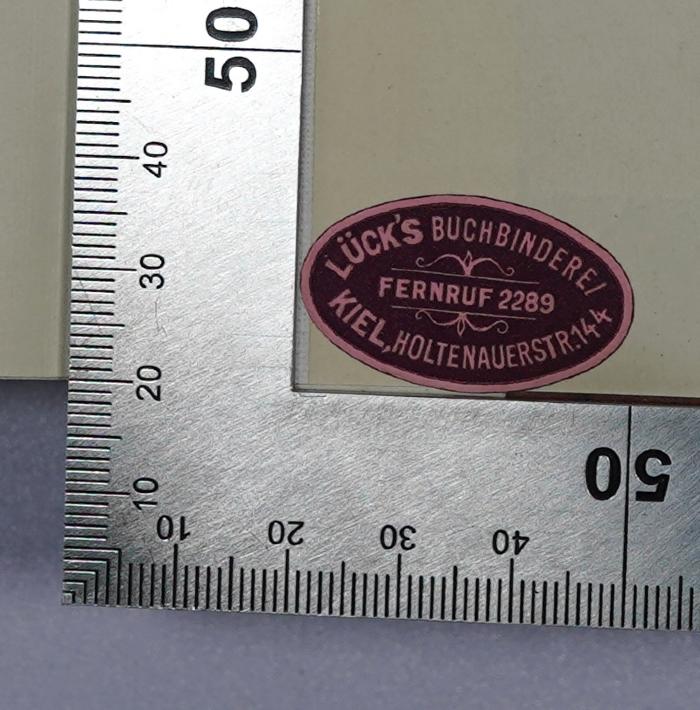 50
40
30
20
10
LÜCK'S BUCHBINDEREI
FERNRUF 2289
KIEL, HOLTENAUERSTR. 144
10 20 30 40 50